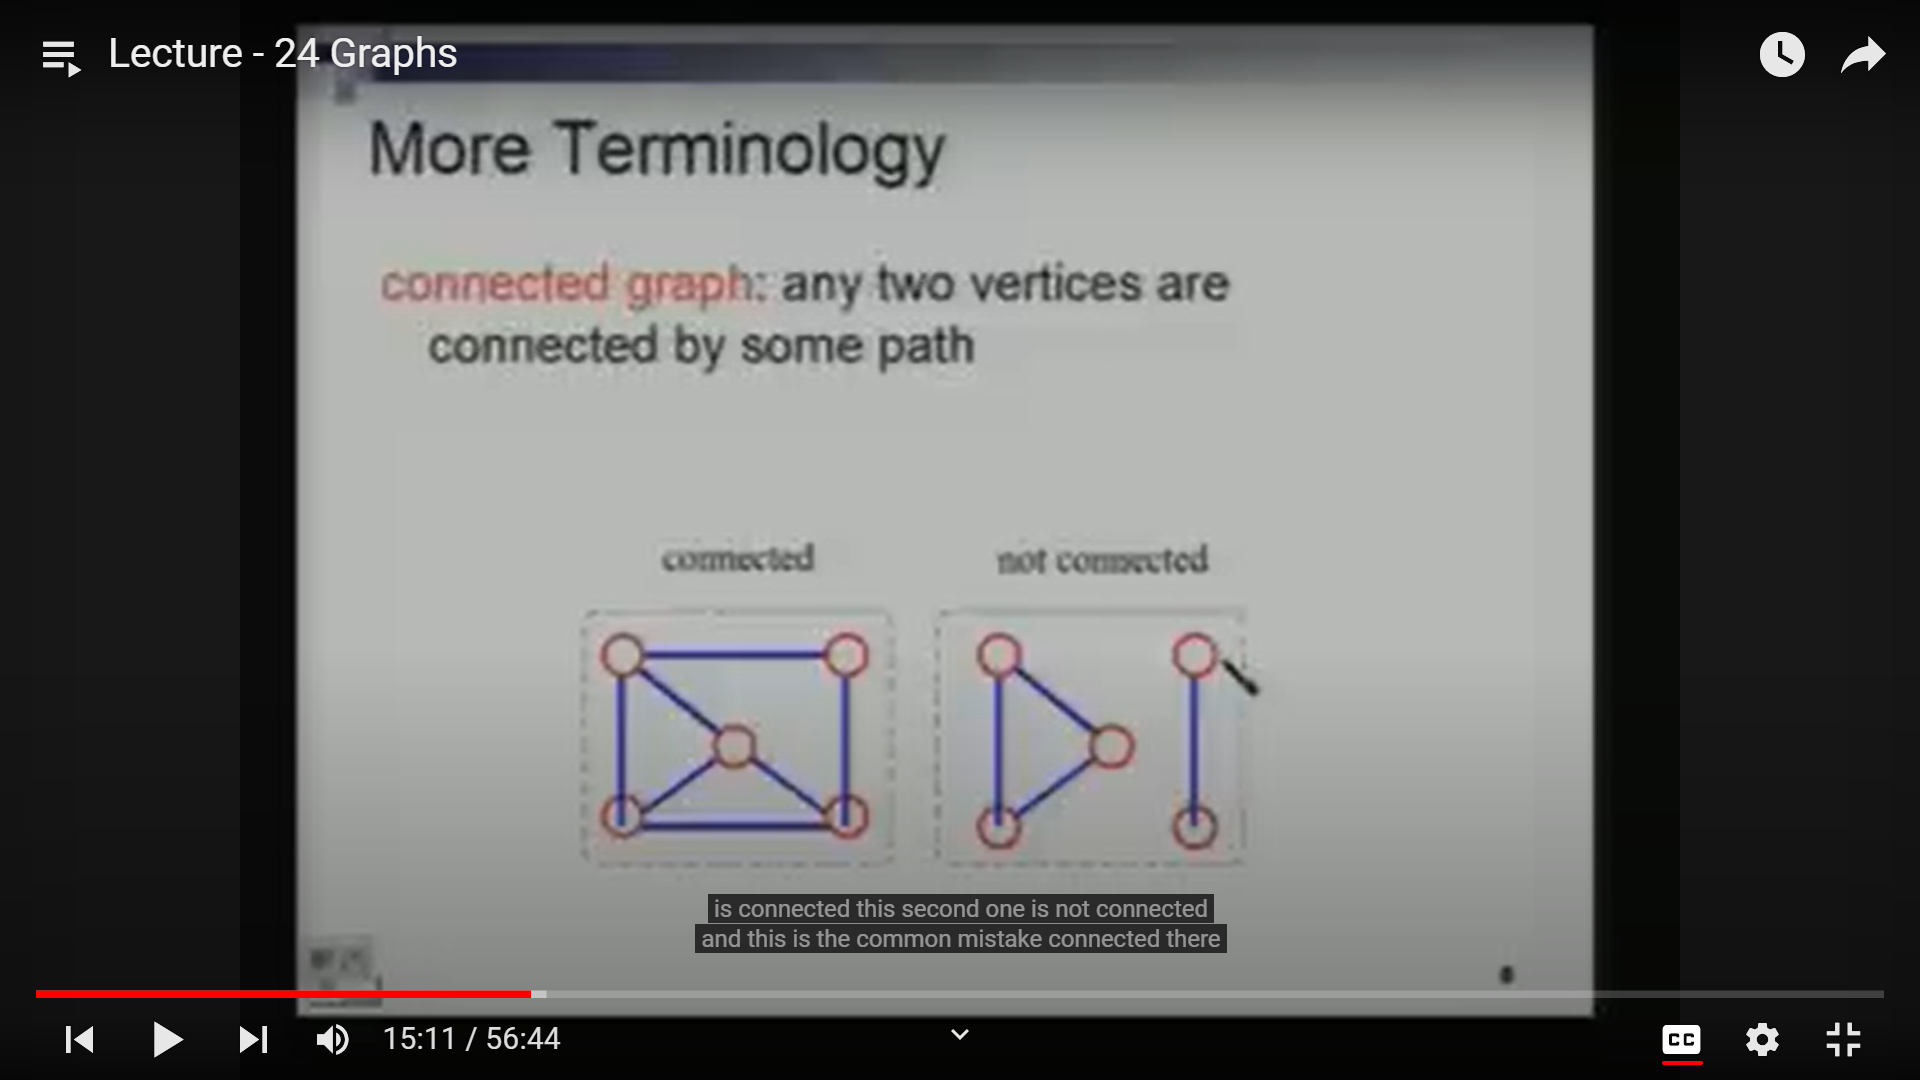 Lecture - 24 Graphs
More Terminology
connected graph: any two vertices are
connected by some path
connected
not connected
is connected this second one is not connected
and this is the common mistake connected there
15:11 / 56:44
CC